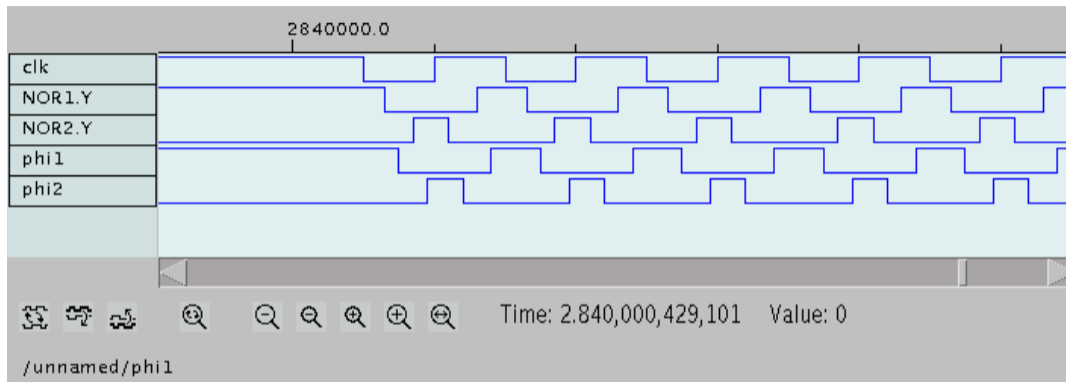 2840000.0
clk
NOR1.Y
NOR2.Y
phi1
phi2
Time: 2.840,000,429,101 Value: 0
/unnamed/phi1